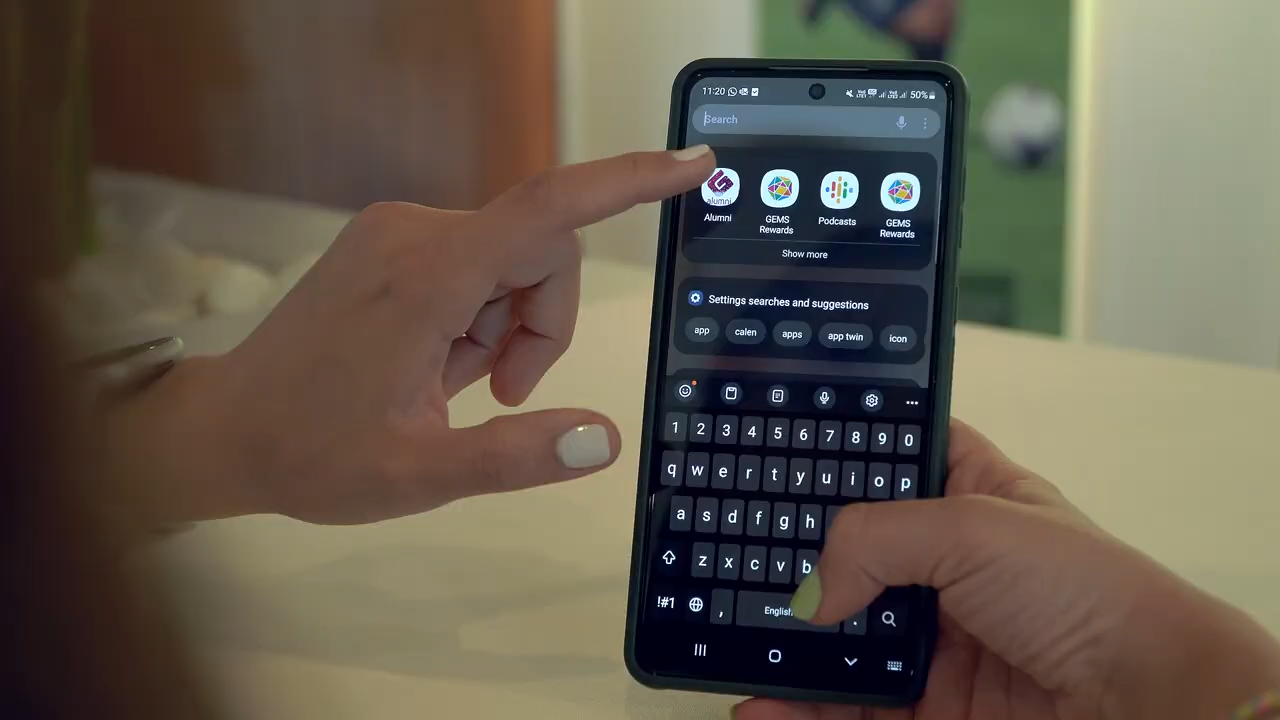 11:20 50%
Search
alumni
Alumni GEMS Rewards Podcasts GEMS Rewards
Show more
Settings searches and suggestions
app calen apps app twin icon
1 2 3 4 5 6 7 8 9 0
q w e r t y u i o p
a s d f g h
z x c v b
!#1 , English .